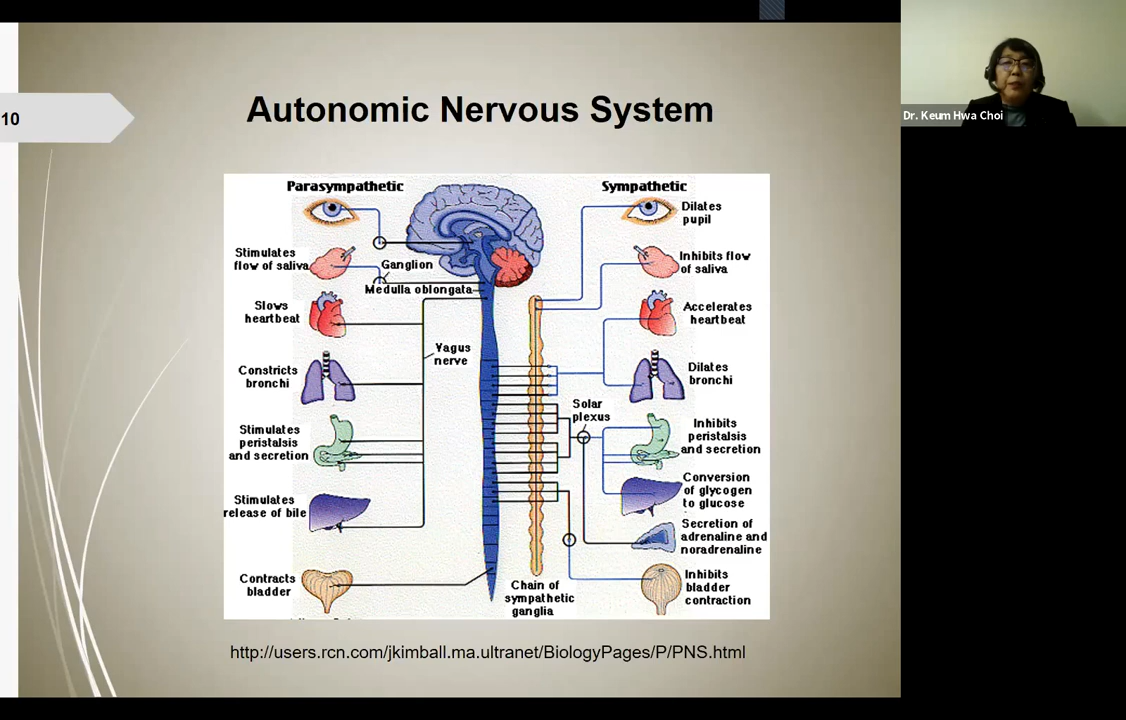 10
Autonomic Nervous System
Dr. Keum Hwa Choi
Parasympathetic
Stimulates
flow of saliva
Slows
heartbeat
Constricts
bronchi
Stimulates
peristalsis
and secretion
Stimulates
release of bile
Contracts
bladder
Ganglion
Medulla oblongata
Vagus
nerve
Solar
plexus
Chain of
sympathetic
ganglia
Sympathetic
Dilates
pupil
Inhibits flow
of saliva
Accelerates
heartbeat
Dilates
bronchi
Inhibits
peristalsis
and secretion
Conversion
of glycogen
to glucose
Secretion of
adrenaline and
noradrenaline
Inhibits
bladder
contraction
http://users.rcn.com/jkimball.ma.ultranet/BiologyPages/P/PNS.html